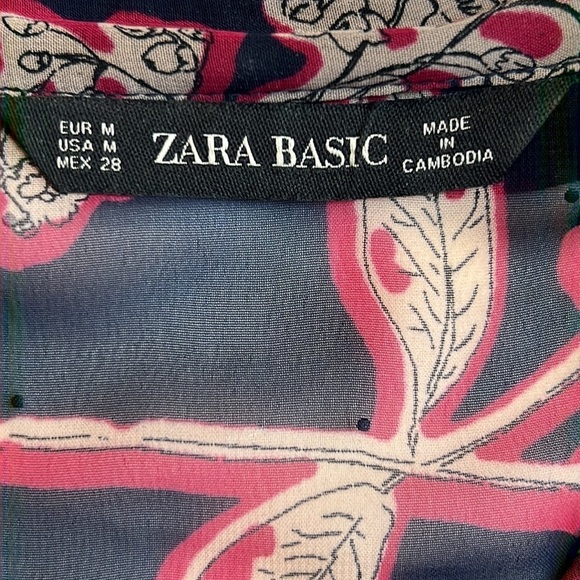 EUR M
USA M
MEX 28
ZARA BASIC
MADE
IN
CAMBODIA